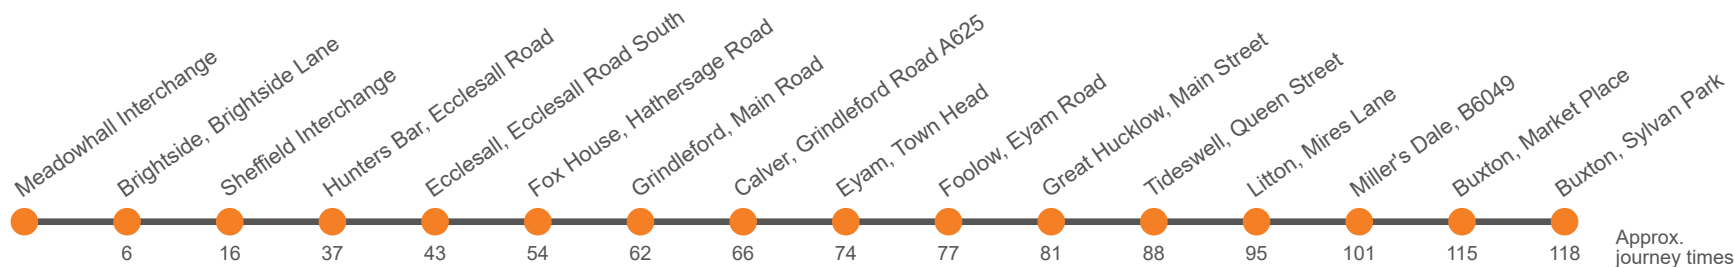 Meadowhall Interchange
Brightside, Brightside Lane
Sheffield Interchange
Hunters Bar, Ecclesall Road
Ecclesall, Ecclesall Road South
Fox House, Hathersage Road
Grindleford, Main Road
Calver, Grindleford Road A625
Eyam, Town Head
Foolow, Eyam Road
Great Hucklow, Main Street
Tideswell, Queen Street
Litton, Mires Lane
Miller's Dale, B6049
Buxton, Market Place
Buxton, Sylvan Park
6 16 37 43 54 62 66 74 77 81 88 95 101 115 118
Approx.
journey times